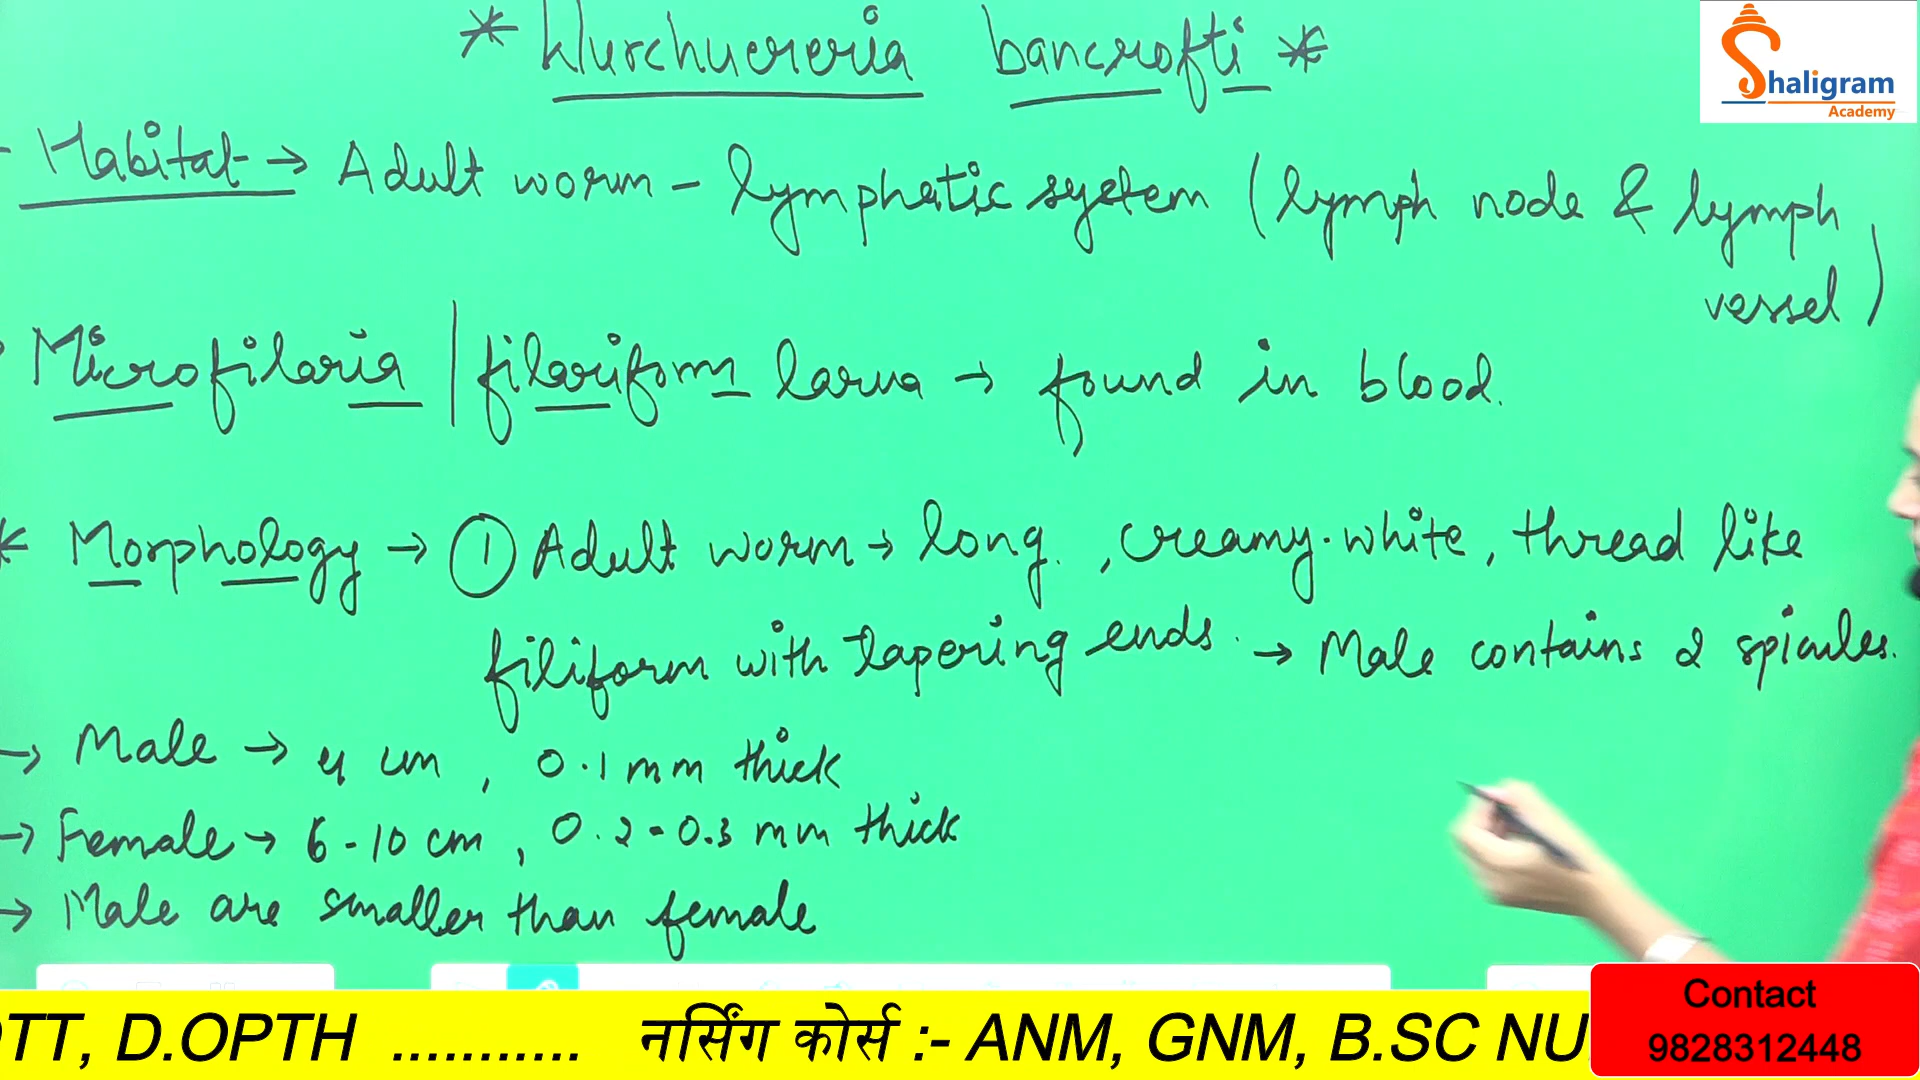 * Wurchuereria bancrofti *
Shaligram
Academy
- Habitat → Adult worm - lymphatic system (lymph node & lymph
vessel)
Microfilaria | filariform larva → found in blood.
* Morphology → ① Adult worm → long, creamy-white, thread like
filiform with tapering ends. → Male contains 2 spicules.
→ Male → 4 cm, 0.1 mm thick
→ Female → 6-10 cm, 0.2-0.3 mm thick
→ Male are smaller than female
OTT, D.OPTH ........... नर्सिंग कोर्स :- ANM, GNM, B.SC NU
Contact
9828312448